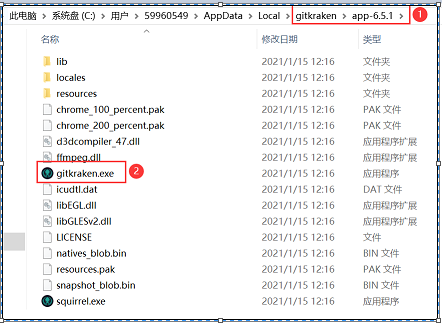 此电脑 › 系统盘 (C:) › 用户 › 59960549 › AppData › Local › gitkraken › app-6.5.1 › 1
名称 修改日期 类型
lib 2021/1/15 12:16 文件夹
locales 2021/1/15 12:16 文件夹
resources 2021/1/15 12:16 文件夹
chrome_100_percent.pak 2021/1/15 12:16 PAK 文件
chrome_200_percent.pak 2021/1/15 12:16 PAK 文件
d3dcompiler_47.dll 2021/1/15 12:16 应用程序扩展
ffmpeg.dll 2021/1/15 12:16 应用程序扩展
gitkraken.exe 2 2021/1/15 12:16 应用程序
icudtl.dat 2021/1/15 12:16 DAT 文件
libEGL.dll 2021/1/15 12:16 应用程序扩展
libGLESv2.dll 2021/1/15 12:16 应用程序扩展
LICENSE 2021/1/15 12:16 文件
natives_blob.bin 2021/1/15 12:16 BIN 文件
resources.pak 2021/1/15 12:16 PAK 文件
snapshot_blob.bin 2021/1/15 12:16 BIN 文件
squirrel.exe 2021/1/15 12:16 应用程序